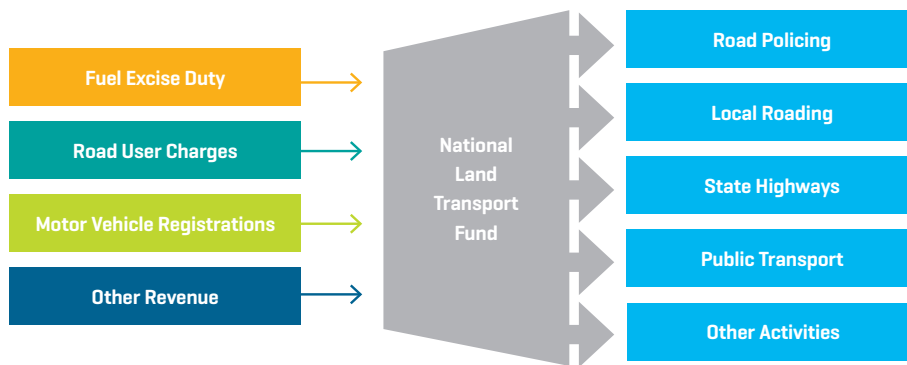 Fuel Excise Duty
Road User Charges
Motor Vehicle Registrations
Other Revenue
National
Land
Transport
Fund
Road Policing
Local Roading
State Highways
Public Transport
Other Activities